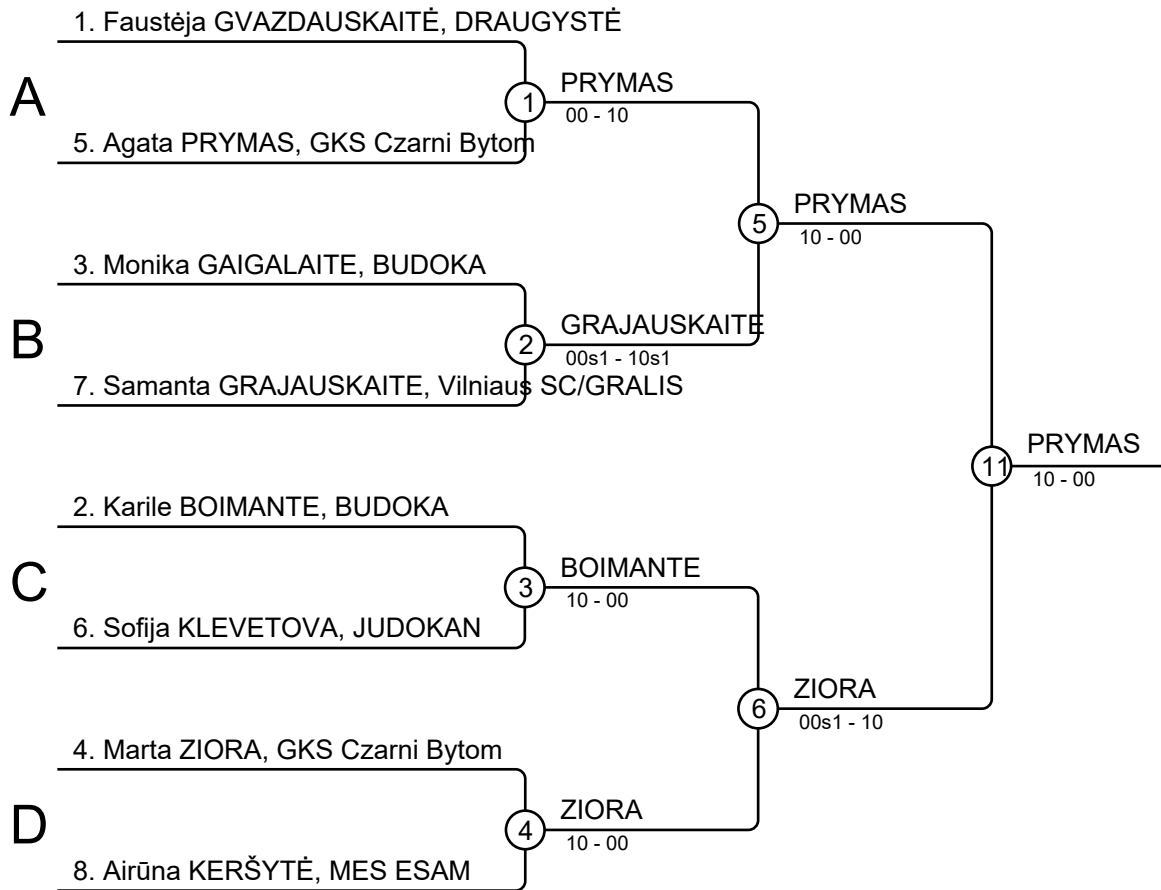 1. Faustėja GVAZDAUSKAITĖ, DRAUGYSTĖ
A
1
PRYMAS
00 - 10
5. Agata PRYMAS, GKS Czarni Bytom
5
PRYMAS
10 - 00
3. Monika GAIGALAITE, BUDOKA
B
2
GRAJAUSKAITE
00s1 - 10s1
7. Samanta GRAJAUSKAITE, Vilniaus SC/GRALIS
11
PRYMAS
10 - 00
2. Karile BOIMANTE, BUDOKA
C
3
BOIMANTE
10 - 00
6. Sofija KLEVETOVA, JUDOKAN
6
ZIORA
00s1 - 10
4. Marta ZIORA, GKS Czarni Bytom
D
4
ZIORA
10 - 00
8. Airūna KERŠYTĖ, MES ESAM